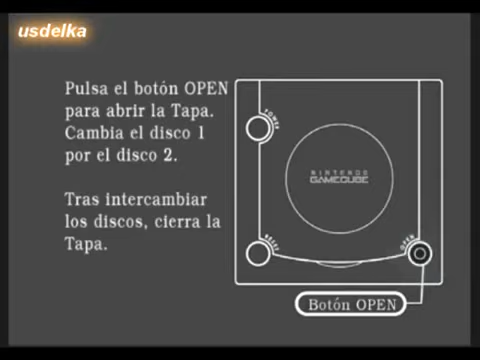 usdelka
Pulsa el botón OPEN
para abrir la Tapa.
Cambia el disco 1
por el disco 2.
Tras intercambiar
los discos, cierra la
Tapa.
POWER
NINTENDO
GAMECUBE
RESET
OPEN
Botón OPEN